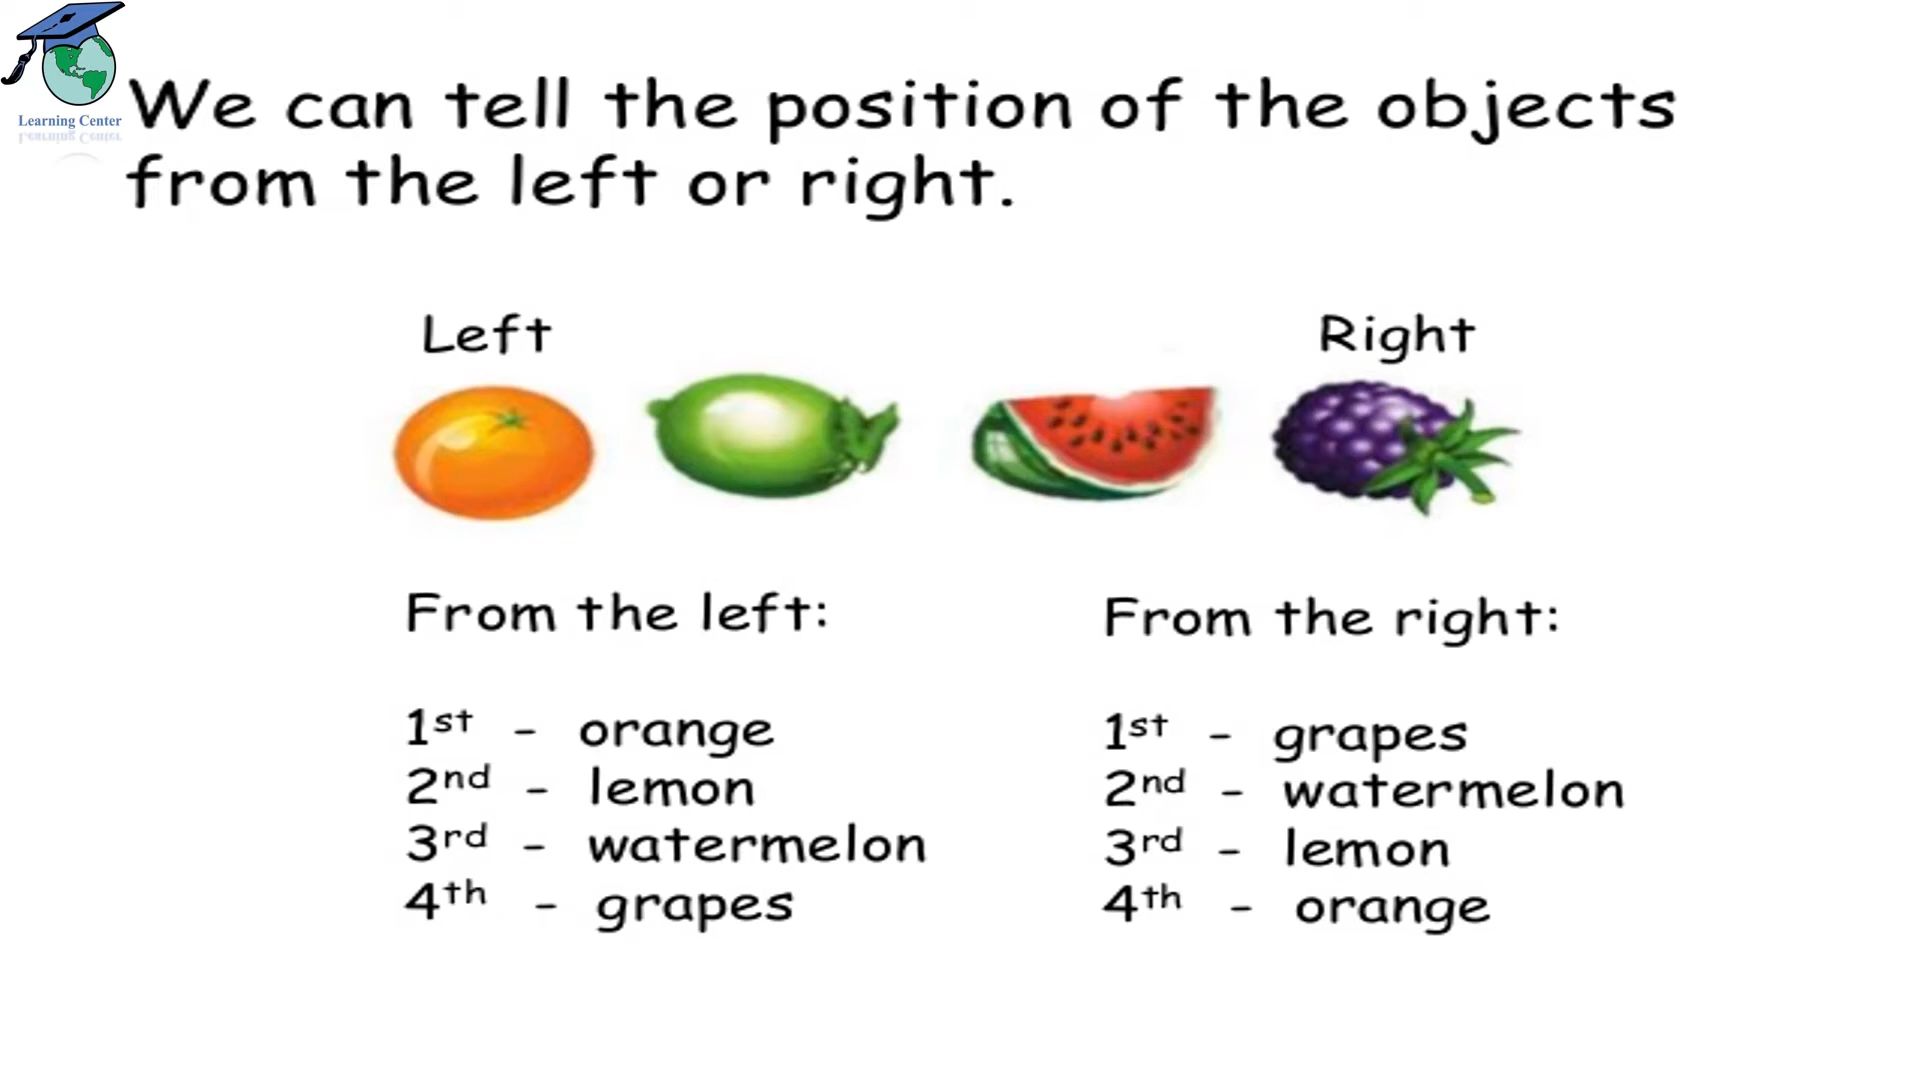 Learning Center
We can tell the position of the objects
from the left or right.
Left
Right
From the left:
1st - orange
2nd - lemon
3rd - watermelon
4th - grapes
From the right:
1st - grapes
2nd - watermelon
3rd - lemon
4th - orange